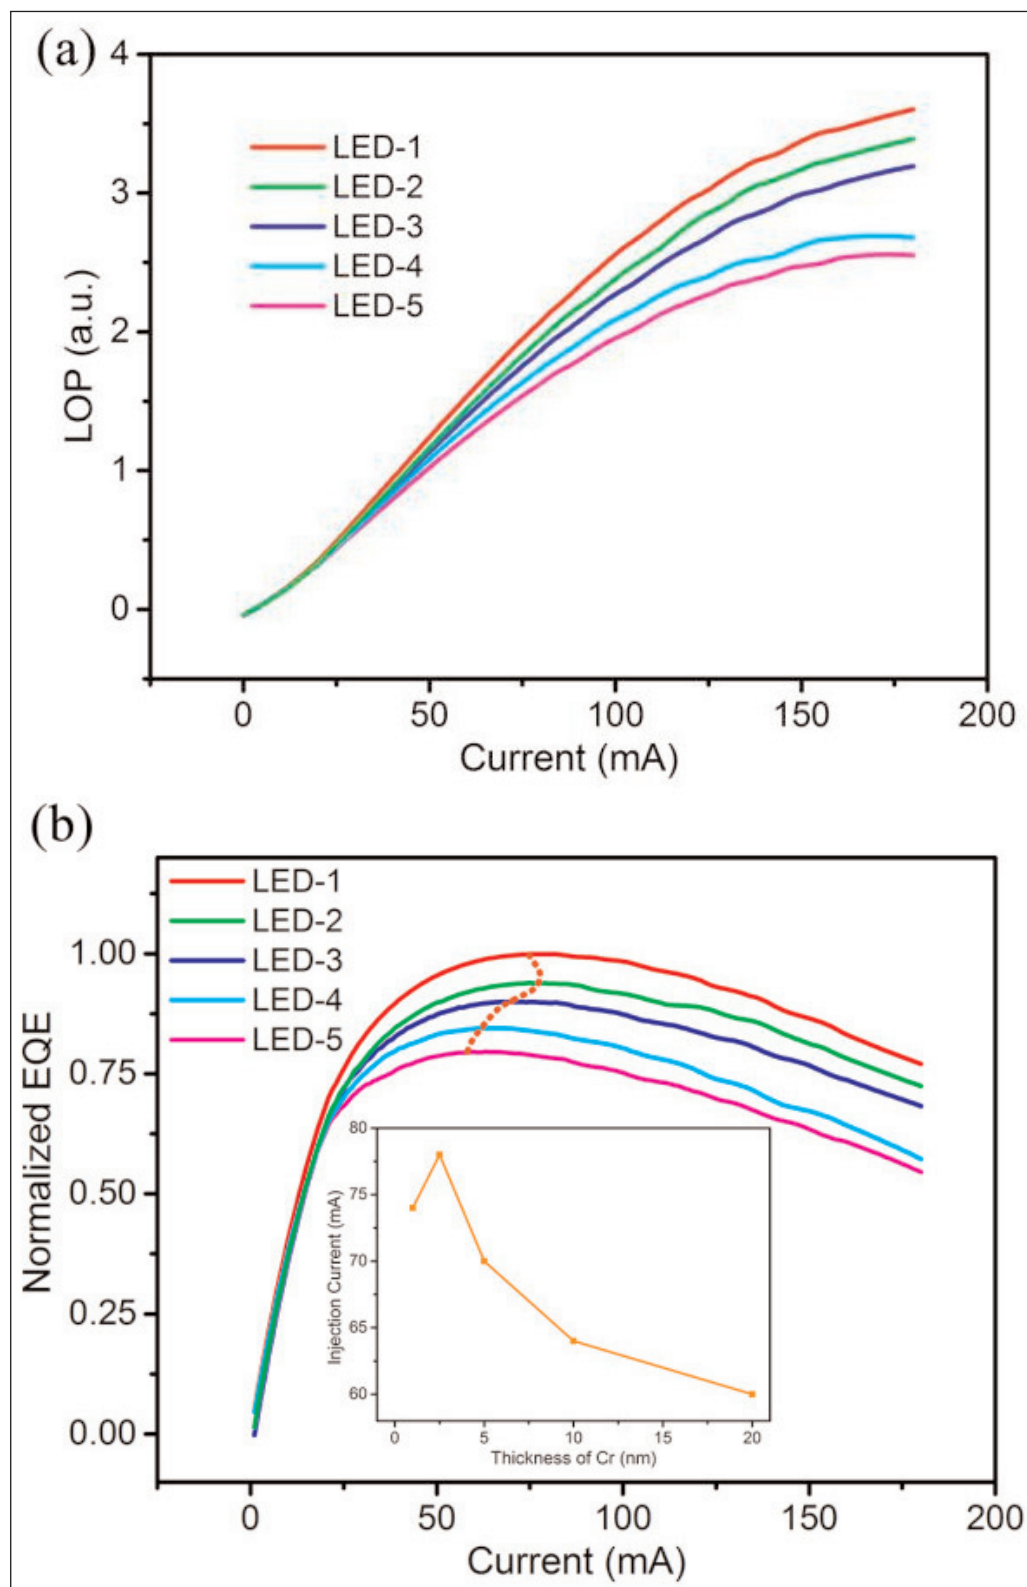 (a)
4
3
2
1
0
LOP (a.u.)
LED-1
LED-2
LED-3
LED-4
LED-5
0 50 100 150 200
Current (mA)
(b)
LED-1
LED-2
LED-3
LED-4
LED-5
1.00
0.75
0.50
0.25
0.00
Normalized EQE
80
75
70
65
60
Injection Current (mA)
0 5 10 15 20
Thickness of Cr (nm)
0 50 100 150 200
Current (mA)